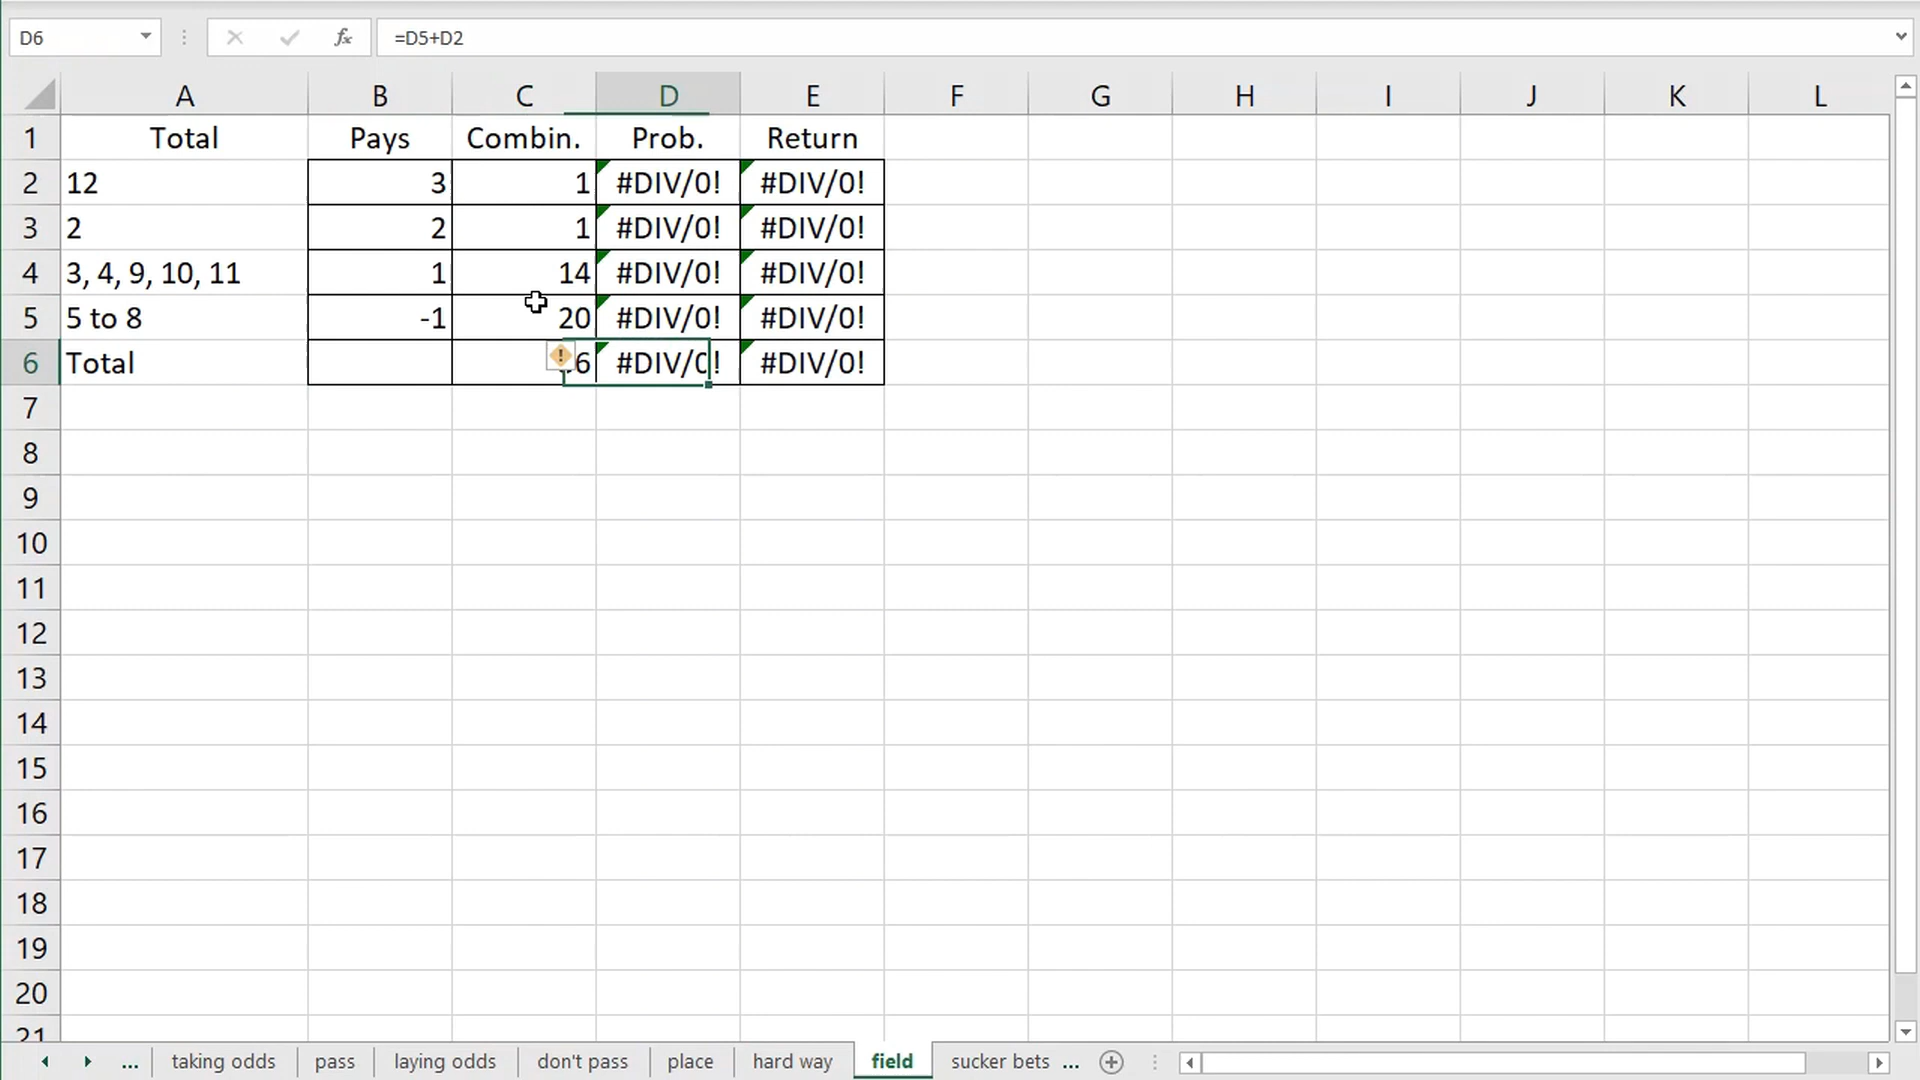 D6 fx =D5+D2
A B C D E F G H I J K L
1 Total Pays Combin. Prob. Return
2 12 3 1 #DIV/0! #DIV/0!
3 2 2 1 #DIV/0! #DIV/0!
4 3, 4, 9, 10, 11 1 14 #DIV/0! #DIV/0!
5 5 to 8 -1 20 #DIV/0! #DIV/0!
6 Total 6 #DIV/0! #DIV/0!
7
8
9
10
11
12
13
14
15
16
17
18
19
20
21
... taking odds pass laying odds don't pass place hard way field sucker bets ...